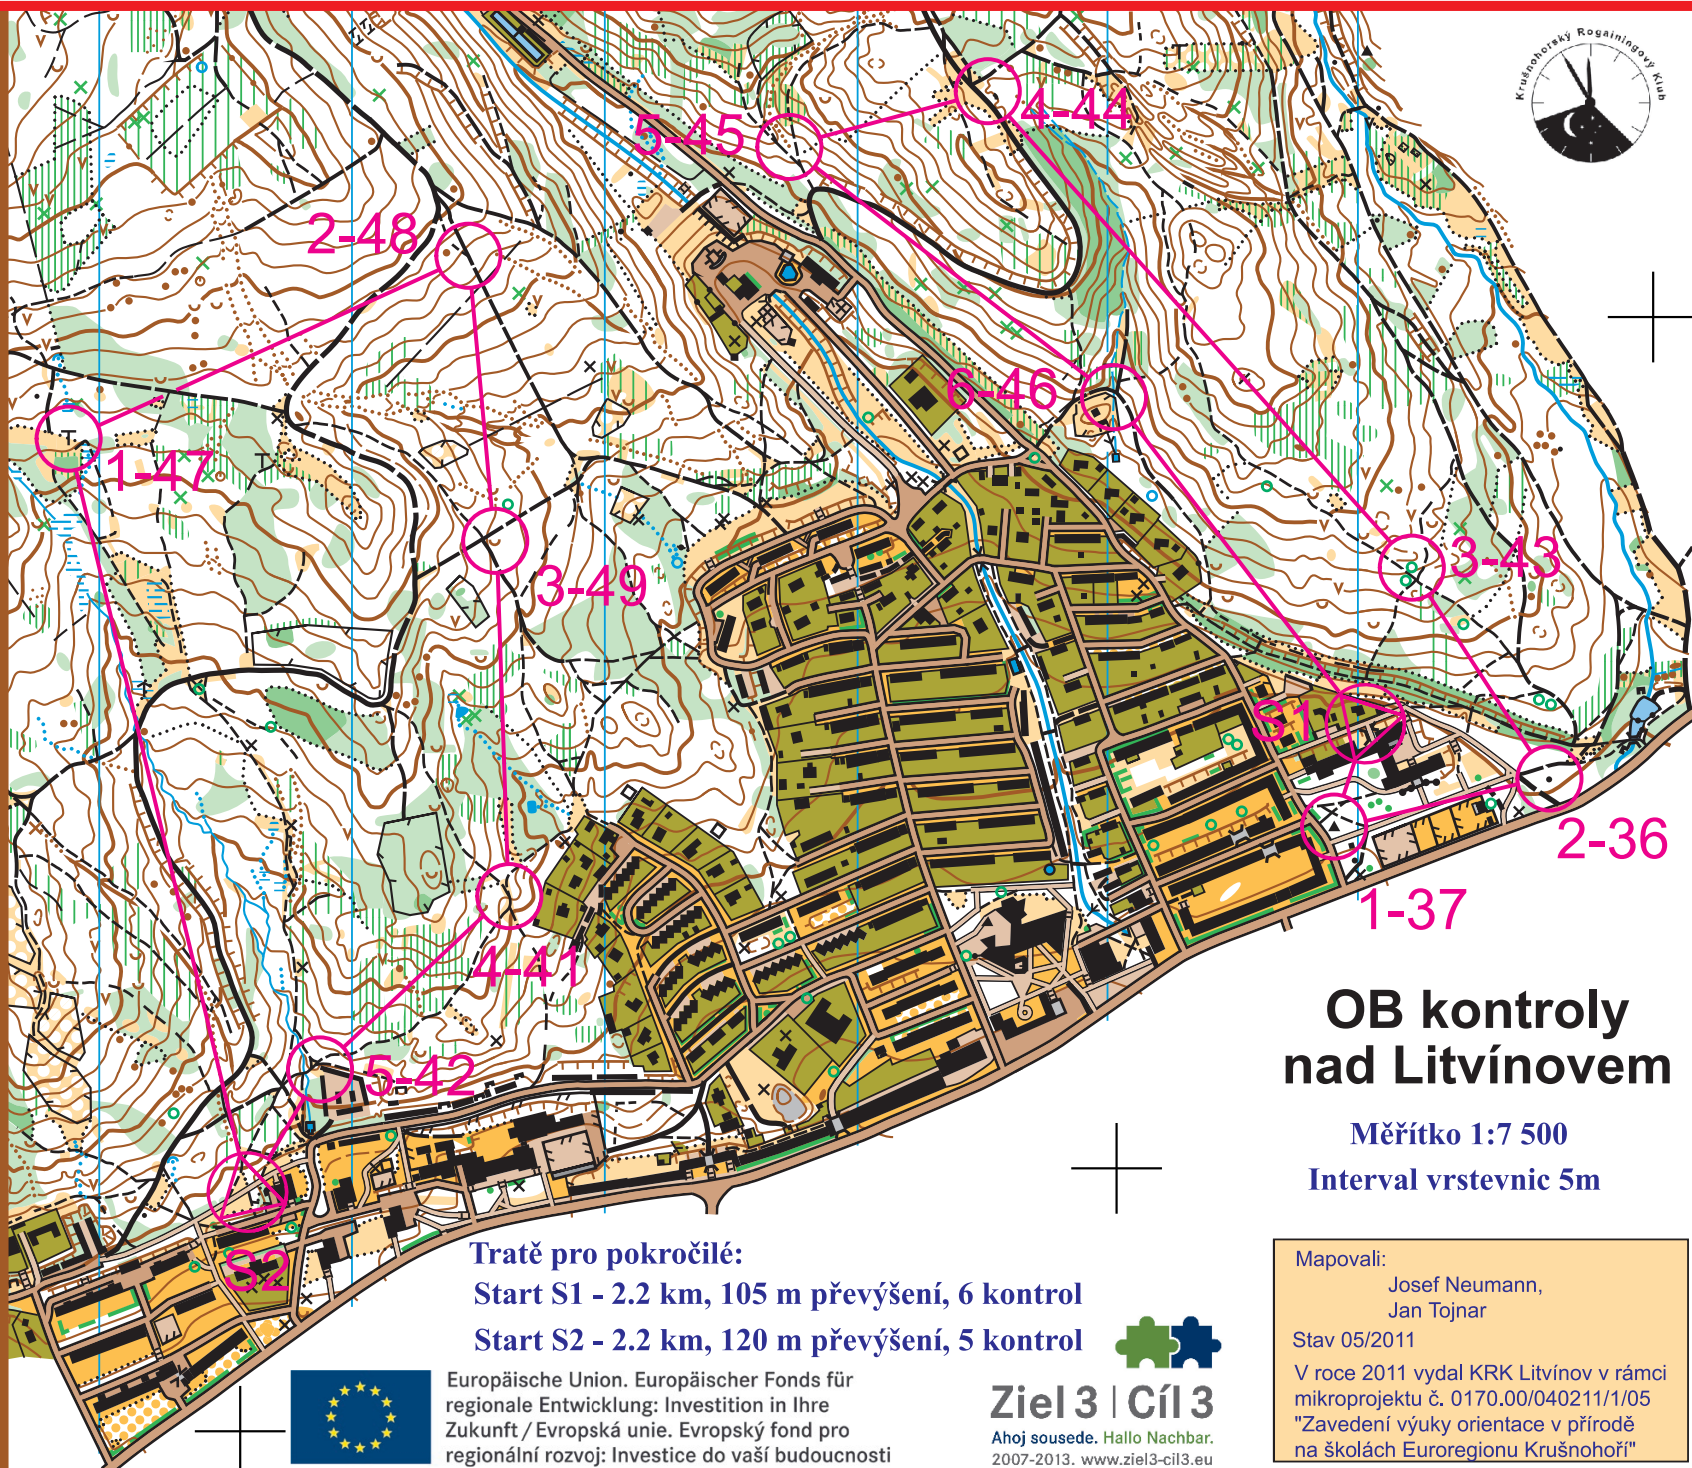 Krušnohorský Rogainingový Klub
4-44
5-45
2-48
6-46
1-47
3-43
3-49
S1
2-36
1-37
4-41
5-42
S2
OB kontroly
nad Litvínovem
Měřítko 1:7 500
Interval vrstevnic 5m
Tratě pro pokročilé:
Start S1 - 2.2 km, 105 m převýšení, 6 kontrol
Start S2 - 2.2 km, 120 m převýšení, 5 kontrol
Europäische Union. Europäischer Fonds für
regionale Entwicklung: Investition in Ihre
Zukunft / Evropská unie. Evropský fond pro
regionální rozvoj: Investice do vaší budoucnosti
Ziel 3 | Cíl 3
Ahoj sousede. Hallo Nachbar.
2007-2013. www.ziel3-cil3.eu
Mapovali:
Josef Neumann,
Jan Tojnar
Stav 05/2011
V roce 2011 vydal KRK Litvínov v rámci
mikroprojektu č. 0170.00/040211/1/05
"Zavedení výuky orientace v přírodě
na školách Euroregionu Krušnohoří"